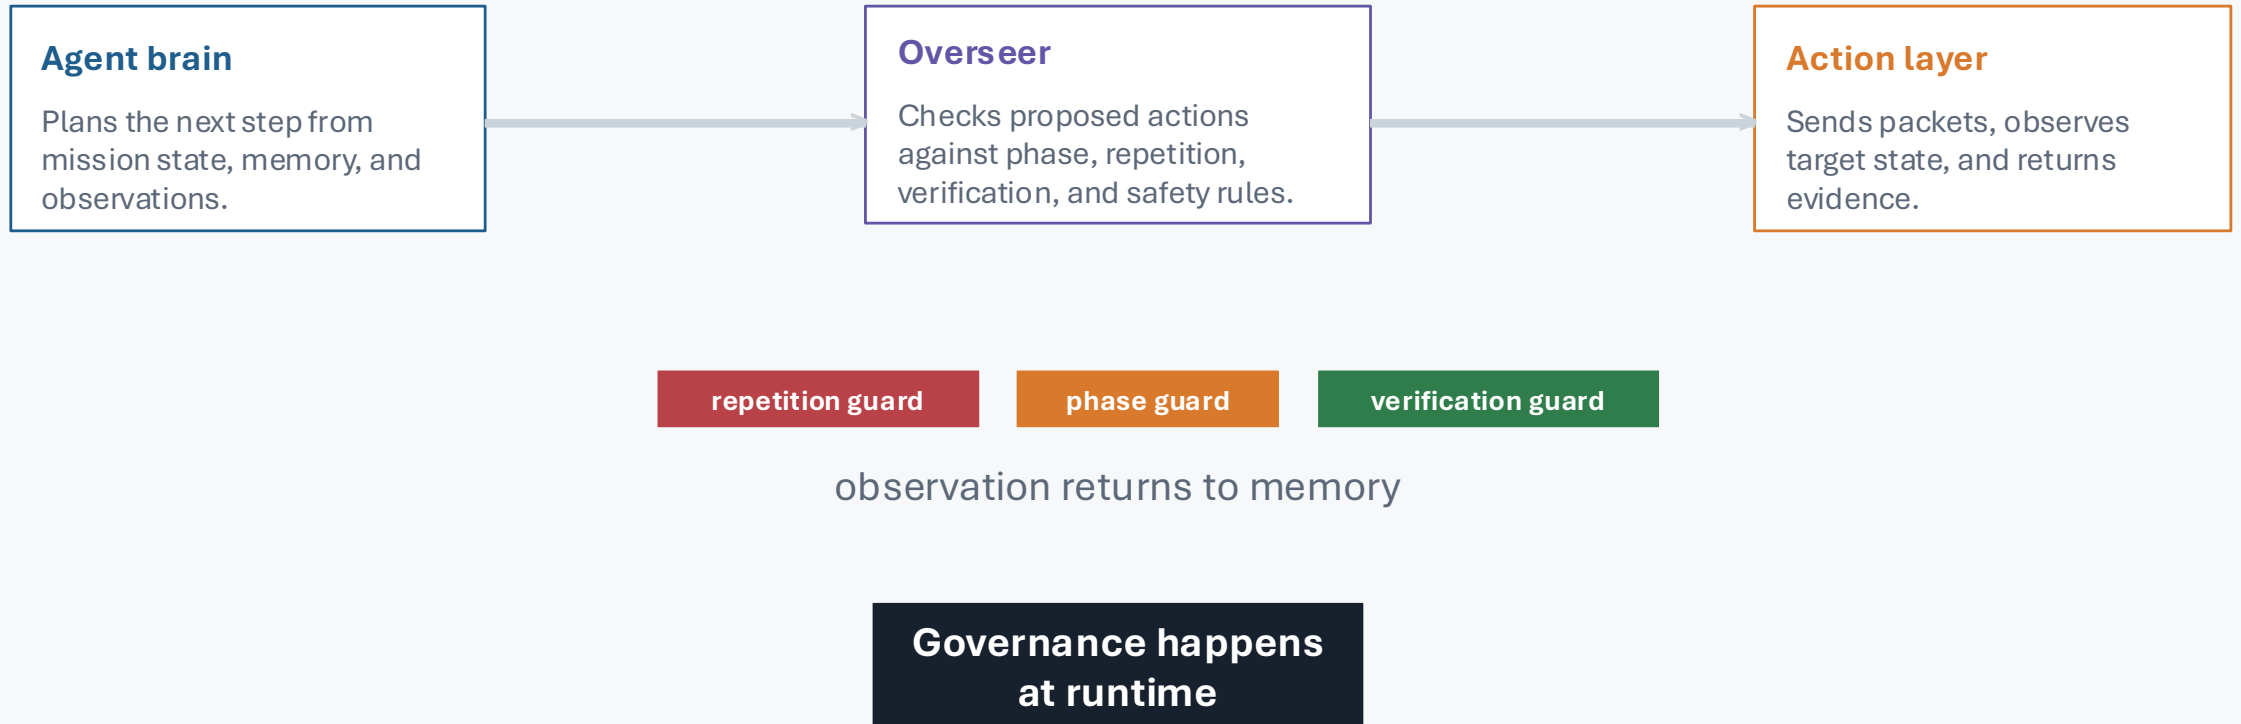 Agent brain
Plans the next step from
mission state, memory, and
observations.
Overseer
Checks proposed actions
against phase, repetition,
verification, and safety rules.
Action layer
Sends packets, observes
target state, and returns
evidence.
repetition guard
phase guard
verification guard
observation returns to memory
Governance happens
at runtime